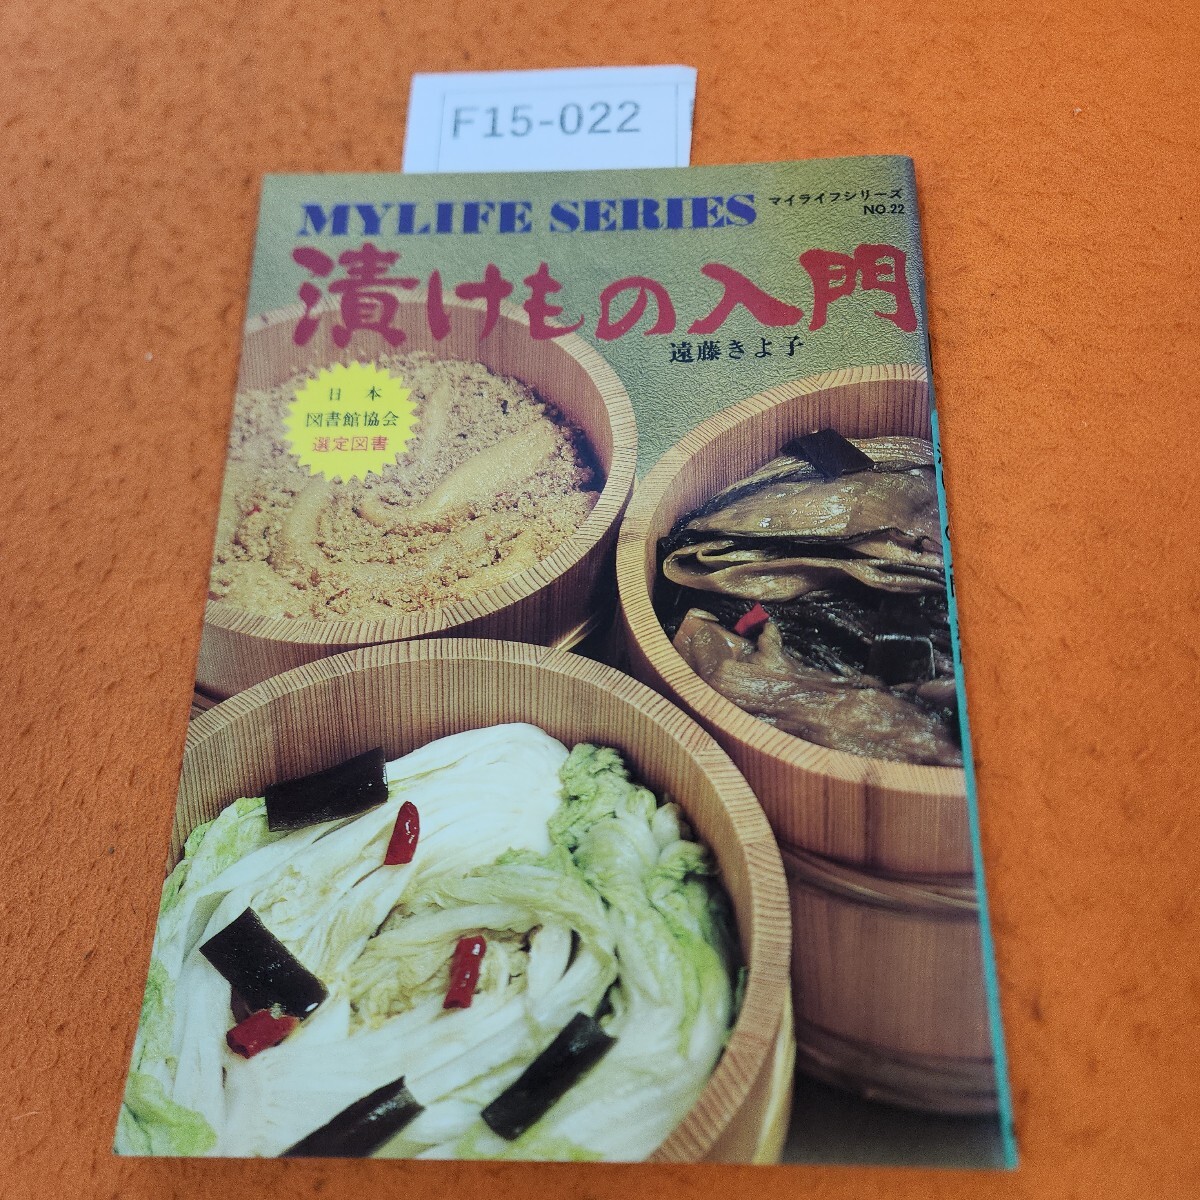 F15-022
MYLIFE SERIES
マイライフシリーズ
NO.22
漬けもの入門
遠藤きよ子
日本
図書館協会
選定図書